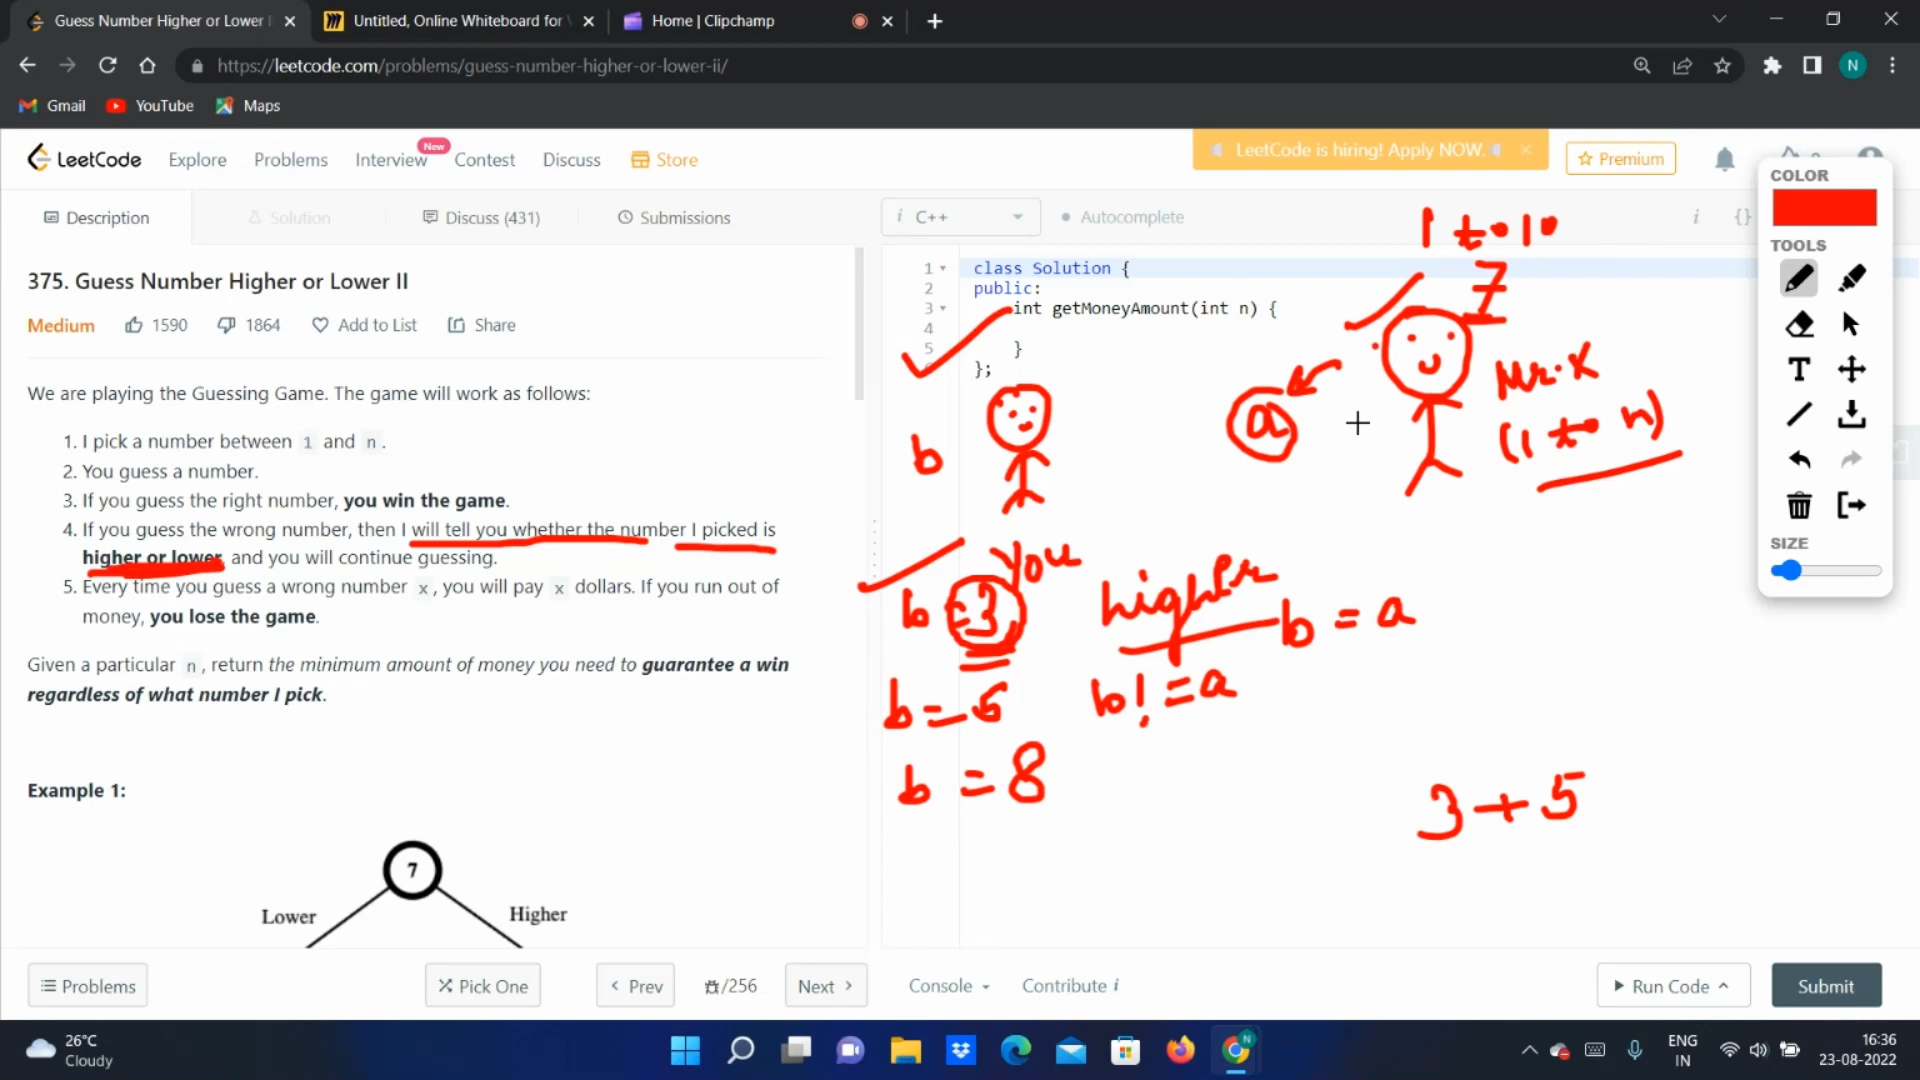 Guess Number Higher or Lower
Untitled, Online Whiteboard for
Home | Clipchamp
https://leetcode.com/problems/guess-number-higher-or-lower-ii/
N
Gmail
YouTube
Maps
LeetCode
Explore
Problems
Interview
New
Contest
Discuss
Store
LeetCode is hiring! Apply NOW.
Premium
Description
Solution
Discuss (431)
Submissions
i C++
Autocomplete
i {}
375. Guess Number Higher or Lower II
Medium
1590
1864
Add to List
Share
We are playing the Guessing Game. The game will work as follows:
1. I pick a number between 1 and n.
2. You guess a number.
3. If you guess the right number, you win the game.
4. If you guess the wrong number, then I will tell you whether the number I picked is
higher or lower, and you will continue guessing.
5. Every time you guess a wrong number x, you will pay x dollars. If you run out of
money, you lose the game.
Given a particular n, return the minimum amount of money you need to guarantee a win
regardless of what number I pick.
Example 1:
7
Lower
Higher
1 class Solution {
2 public:
3 int getMoneyAmount(int n) {
4
5 }
};
1 to 10
7
Mr. X
(1 to n)
a
b
you
b = 3
higher
b = a
b = 5
b != a
b = 8
3 + 5
COLOR
TOOLS
T
SIZE
Problems
Pick One
Prev
/256
Next
Console
Contribute i
Run Code
Submit
26°C
Cloudy
ENG
IN
16:36
23-08-2022